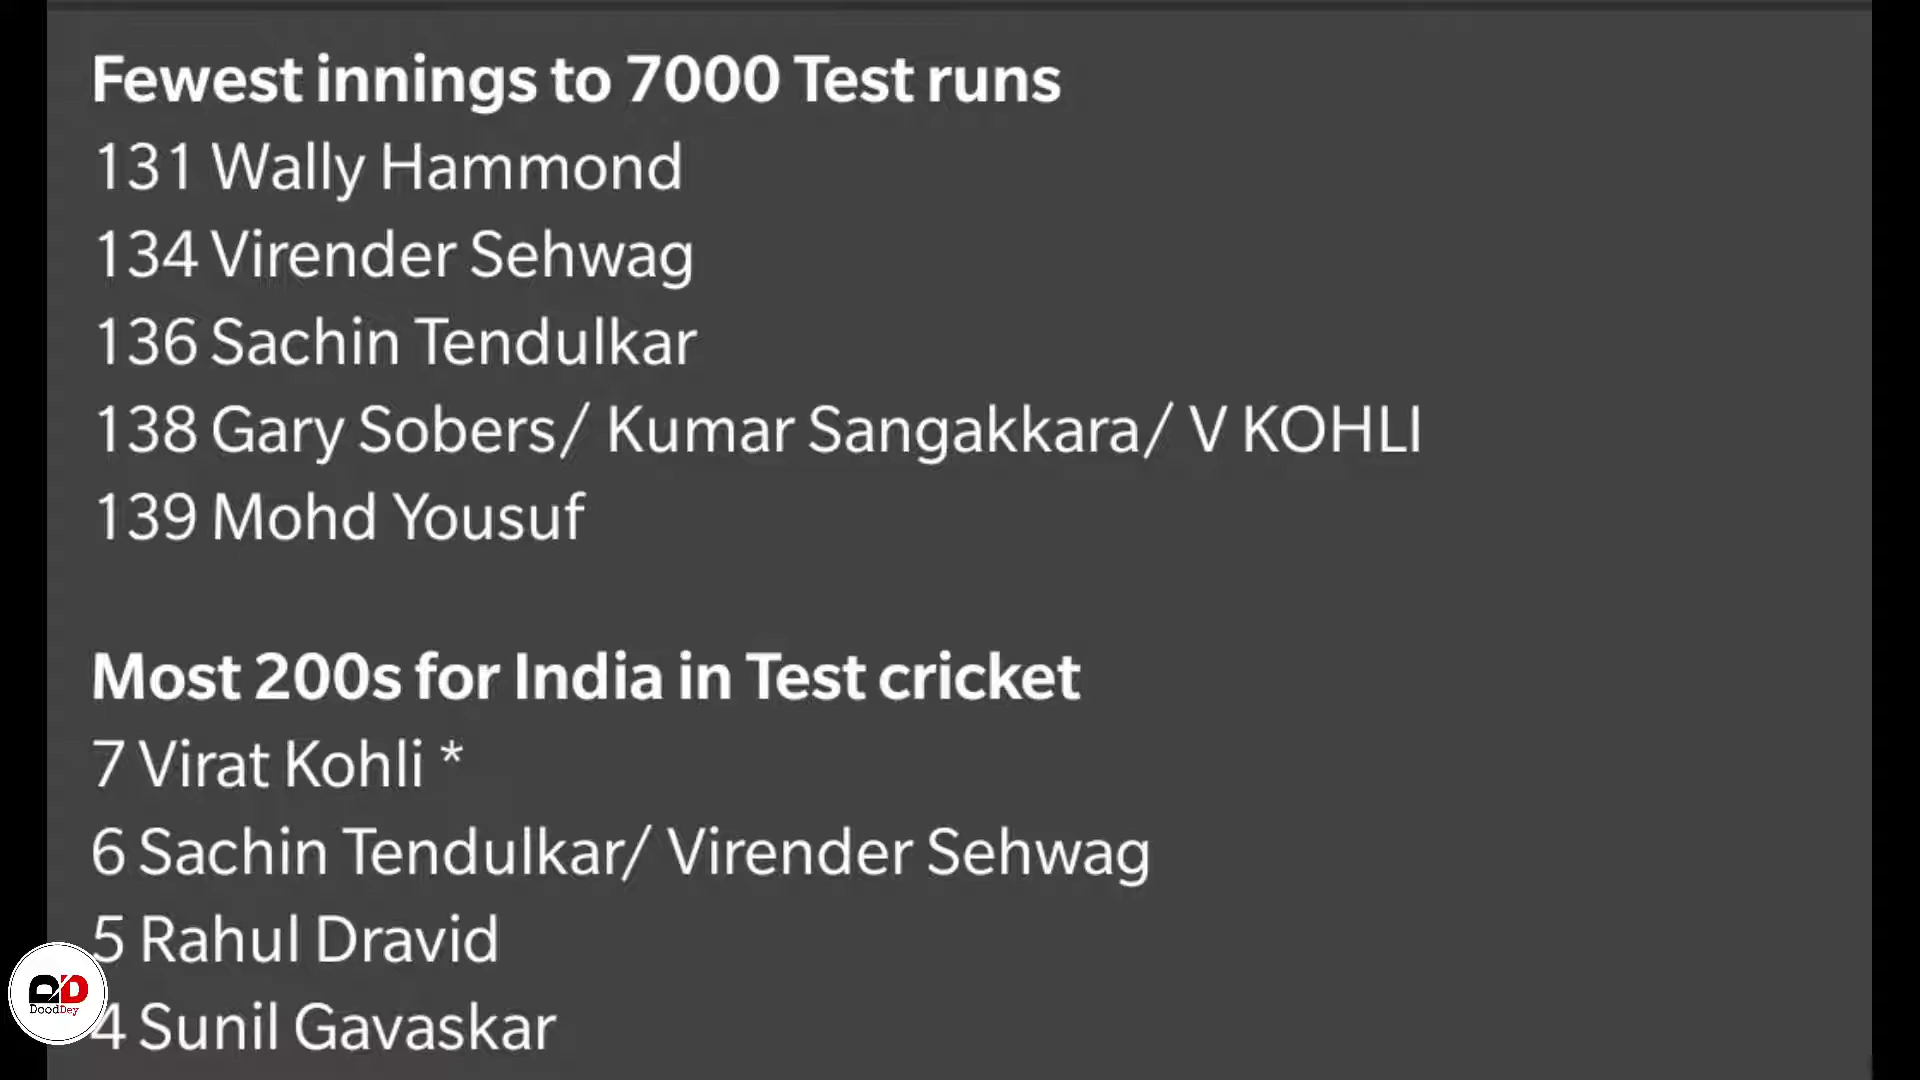 Fewest innings to 7000 Test runs
131 Wally Hammond
134 Virender Sehwag
136 Sachin Tendulkar
138 Gary Sobers/ Kumar Sangakkara/ V KOHLI
139 Mohd Yousuf
Most 200s for India in Test cricket
7 Virat Kohli *
6 Sachin Tendulkar/ Virender Sehwag
5 Rahul Dravid
4 Sunil Gavaskar
DD
DoodDey